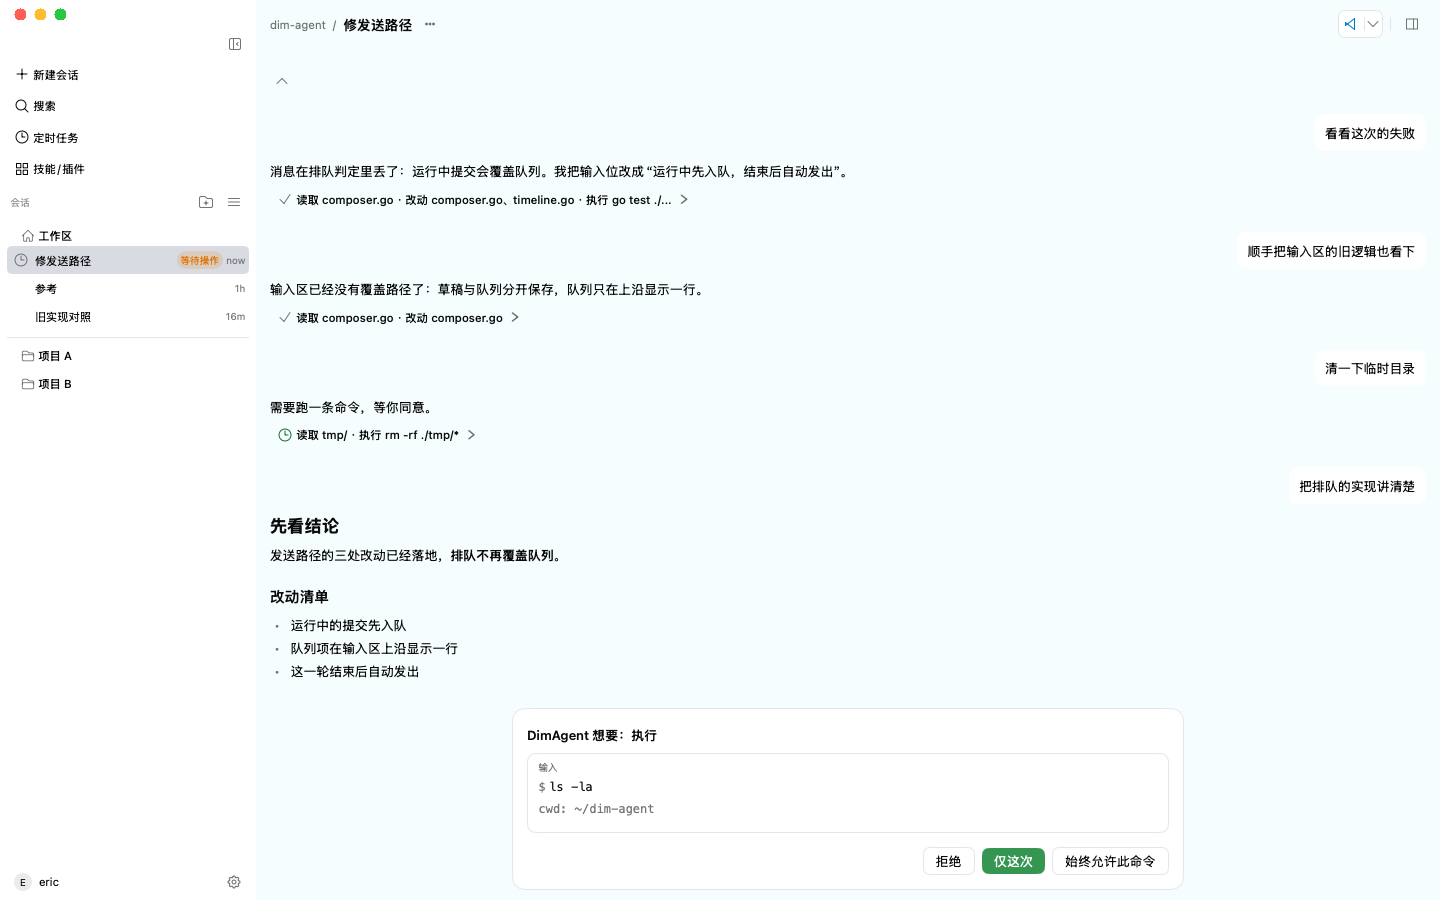 新建会话
搜索
定时任务
技能/插件
会话
工作区
修发送路径 等待操作 now
参考 1h
旧实现对照 16m
项目 A
项目 B
E eric
dim-agent / 修发送路径 ···
看看这次的失败
消息在排队判定里丢了：运行中提交会覆盖队列。我把输入位改成“运行中先入队，结束后自动发出”。
读取 composer.go · 改动 composer.go、timeline.go · 执行 go test ./...
顺手把输入区的旧逻辑也看下
输入区已经没有覆盖路径了：草稿与队列分开保存，队列只在上沿显示一行。
读取 composer.go · 改动 composer.go
清一下临时目录
需要跑一条命令，等你同意。
读取 tmp/ · 执行 rm -rf ./tmp/*
把排队的实现讲清楚
先看结论
发送路径的三处改动已经落地，排队不再覆盖队列。
改动清单
• 运行中的提交先入队
• 队列项在输入区上沿显示一行
• 这一轮结束后自动发出
DimAgent 想要：执行
输入
$ ls -la
cwd: ~/dim-agent
拒绝 仅这次 始终允许此命令